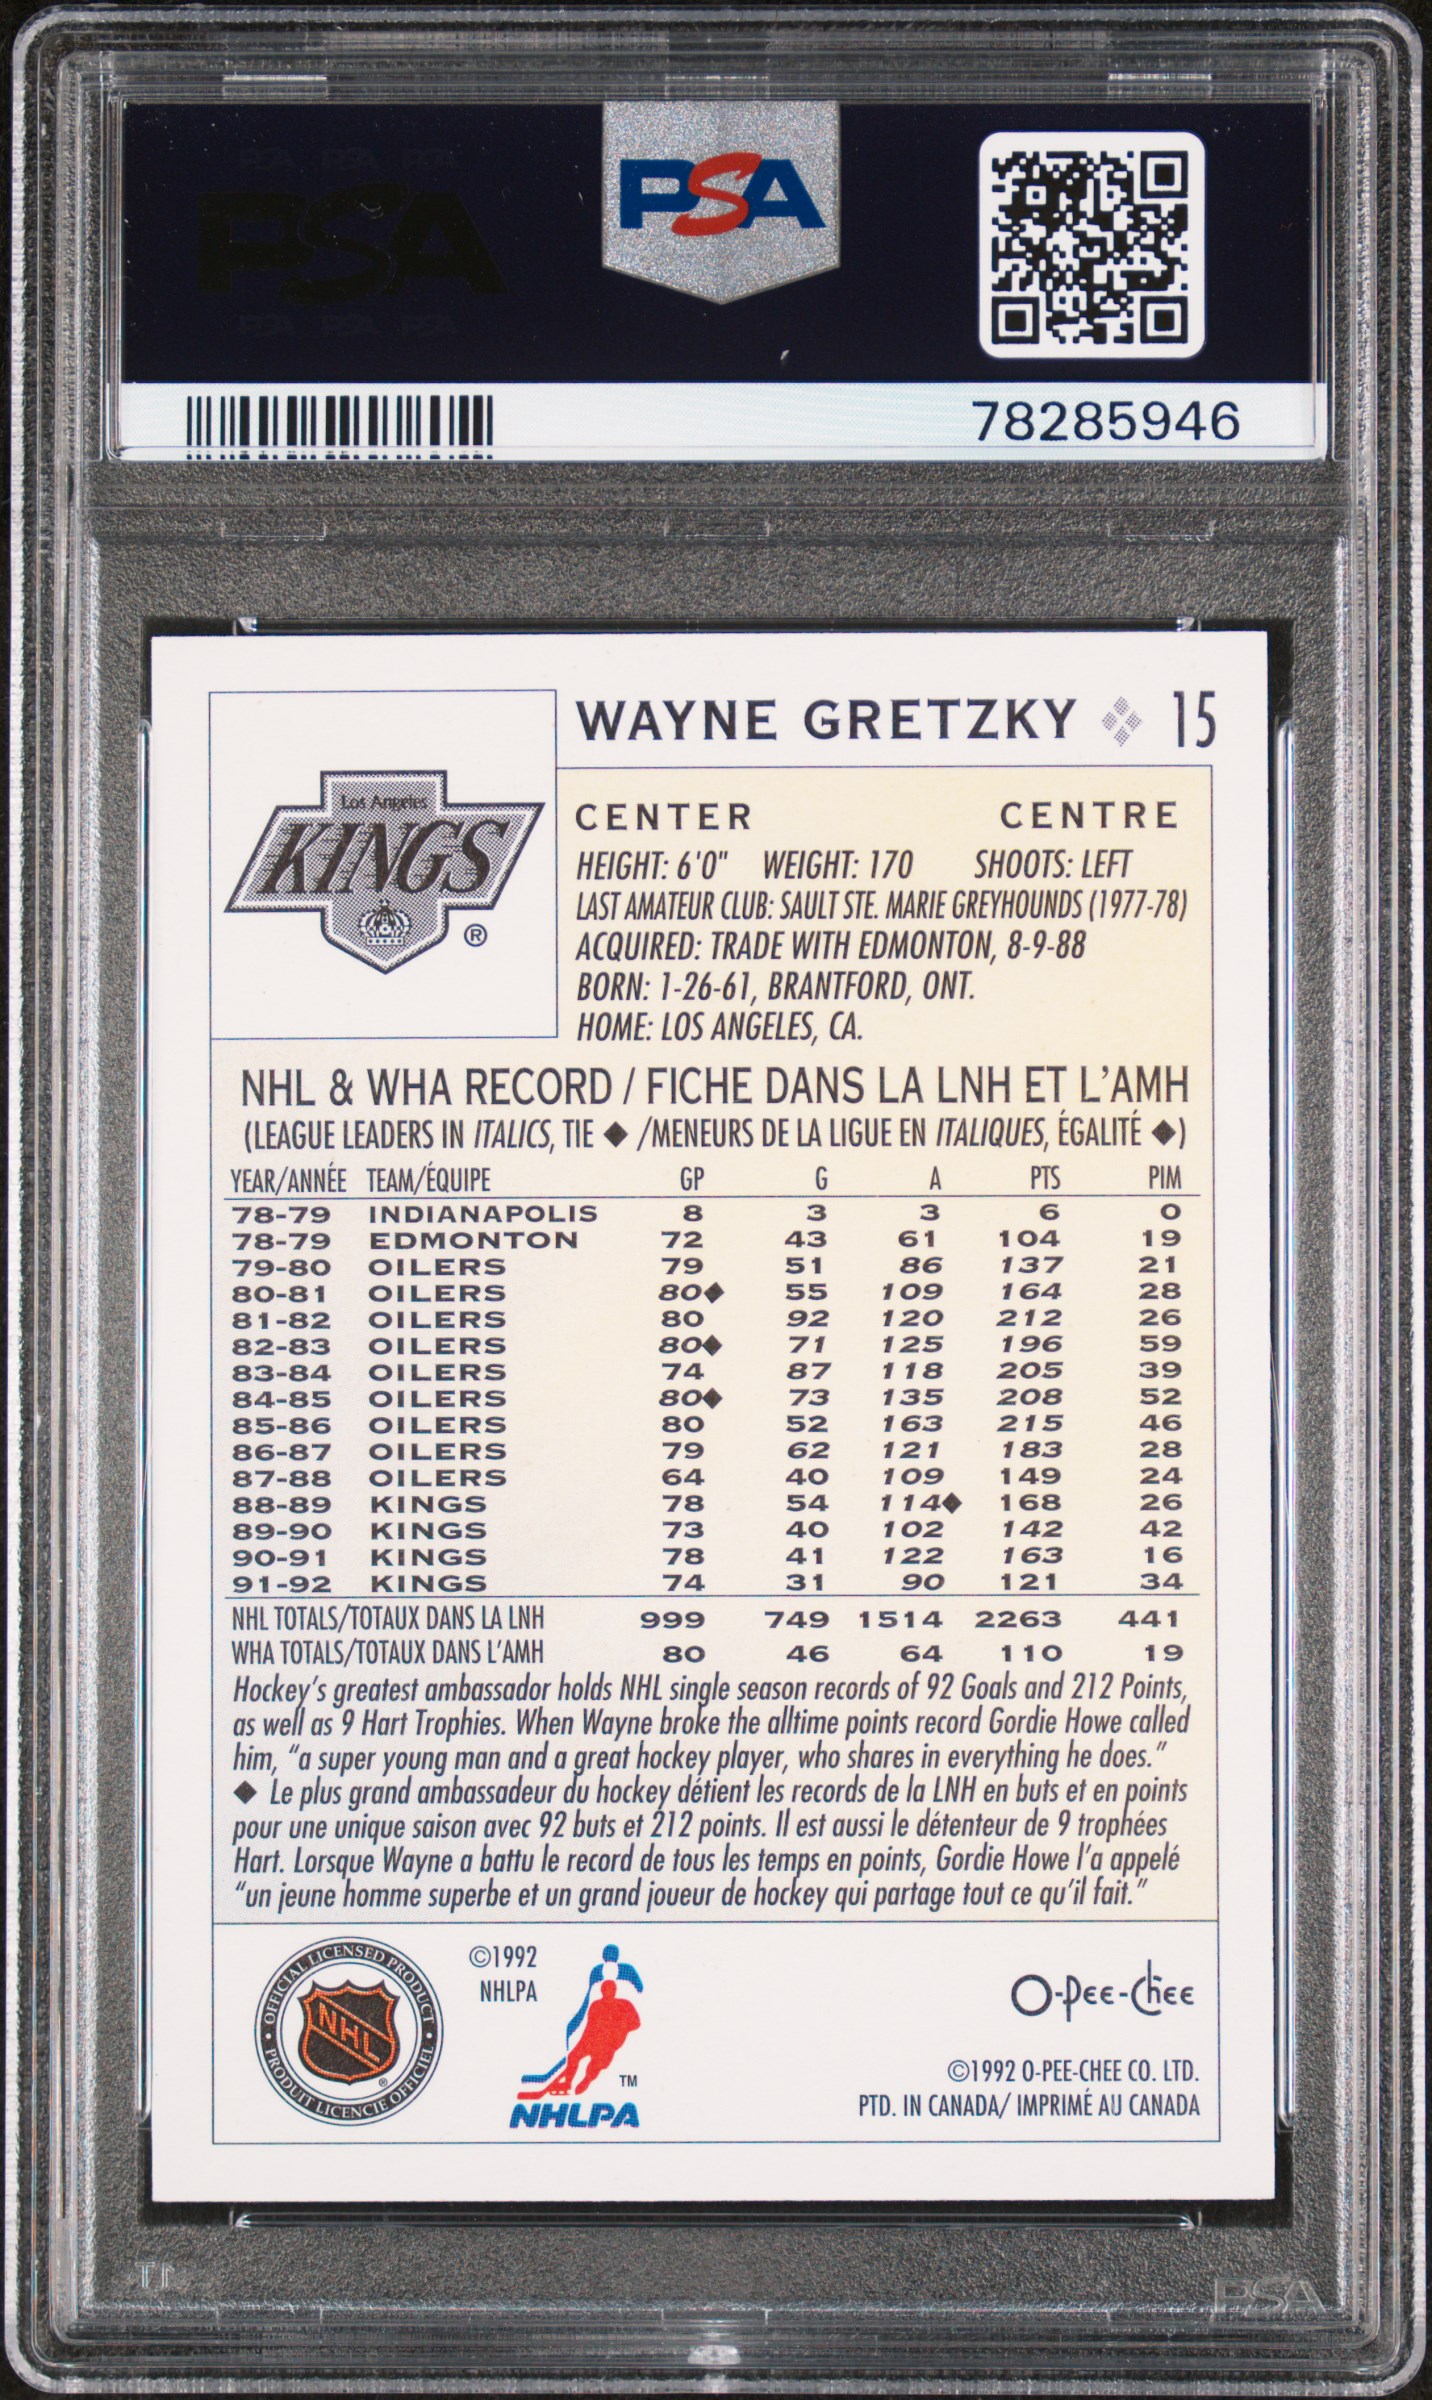 PSA PSA PSA
PSA
PSA PSA PSA
PSA
78285946
WAYNE GRETZKY 15
Los Angeles
KINGS
®
CENTER CENTRE
HEIGHT: 6'0" WEIGHT: 170 SHOOTS: LEFT
LAST AMATEUR CLUB: SAULT STE. MARIE GREYHOUNDS (1977-78)
ACQUIRED: TRADE WITH EDMONTON, 8-9-88
BORN: 1-26-61, BRANTFORD, ONT.
HOME: LOS ANGELES, CA.
NHL & WHA RECORD / FICHE DANS LA LNH ET L'AMH
(LEAGUE LEADERS IN ITALICS, TIE ◆ /MENEURS DE LA LIGUE EN ITALIQUES, ÉGALITÉ ◆)
YEAR/ANNÉE TEAM/ÉQUIPE GP G A PTS PIM
78-79 INDIANAPOLIS 8 3 3 6 0
78-79 EDMONTON 72 43 61 104 19
79-80 OILERS 79 51 86 137 21
80-81 OILERS 80◆ 55 109 164 28
81-82 OILERS 80 92 120 212 26
82-83 OILERS 80◆ 71 125 196 59
83-84 OILERS 74 87 118 205 39
84-85 OILERS 80◆ 73 135 208 52
85-86 OILERS 80 52 163 215 46
86-87 OILERS 79 62 121 183 28
87-88 OILERS 64 40 109 149 24
88-89 KINGS 78 54 114◆ 168 26
89-90 KINGS 73 40 102 142 42
90-91 KINGS 78 41 122 163 16
91-92 KINGS 74 31 90 121 34
NHL TOTALS/TOTAUX DANS LA LNH 999 749 1514 2263 441
WHA TOTALS/TOTAUX DANS L'AMH 80 46 64 110 19
Hockey's greatest ambassador holds NHL single season records of 92 Goals and 212 Points,
as well as 9 Hart Trophies. When Wayne broke the alltime points record Gordie Howe called
him, "a super young man and a great hockey player, who shares in everything he does."
◆ Le plus grand ambassadeur du hockey détient les records de la LNH en buts et en points
pour une unique saison avec 92 buts et 212 points. Il est aussi le détenteur de 9 trophées
Hart. Lorsque Wayne a battu le record de tous les temps en points, Gordie Howe l'a appelé
"un jeune homme superbe et un grand joueur de hockey qui partage tout ce qu'il fait."
OFFICIAL LICENSED PRODUCT
NHL
®
PRODUIT LICENCIE OFFICIEL
©1992
NHLPA
TM
NHLPA
O-Pee-Chee
©1992 O-PEE-CHEE CO. LTD.
PTD. IN CANADA/ IMPRIMÉ AU CANADA
PSA